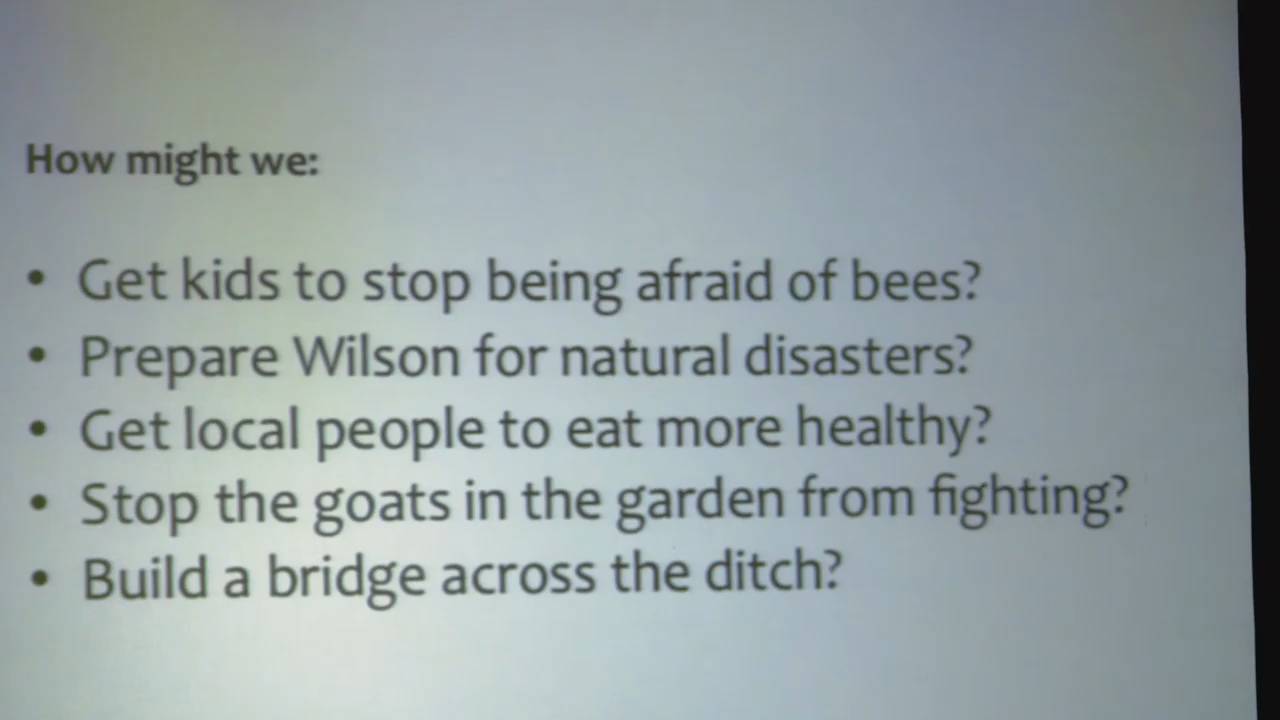 How might we:
• Get kids to stop being afraid of bees?
• Prepare Wilson for natural disasters?
• Get local people to eat more healthy?
• Stop the goats in the garden from fighting?
• Build a bridge across the ditch?